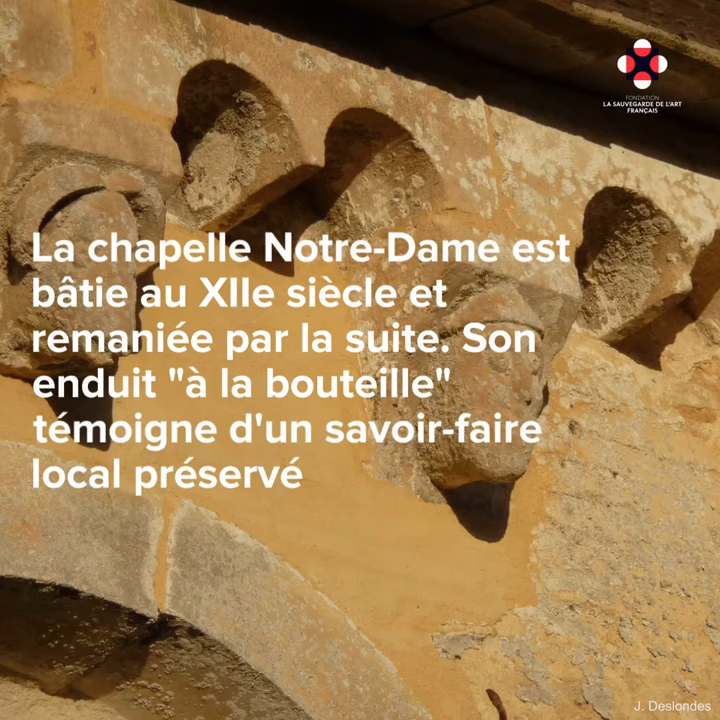 FONDATION
LA SAUVEGARDE DE L'ART
FRANÇAIS
La chapelle Notre-Dame est
bâtie au XIIe siècle et
remaniée par la suite. Son
enduit "à la bouteille"
témoigne d'un savoir-faire
local préservé
J. Deslondes